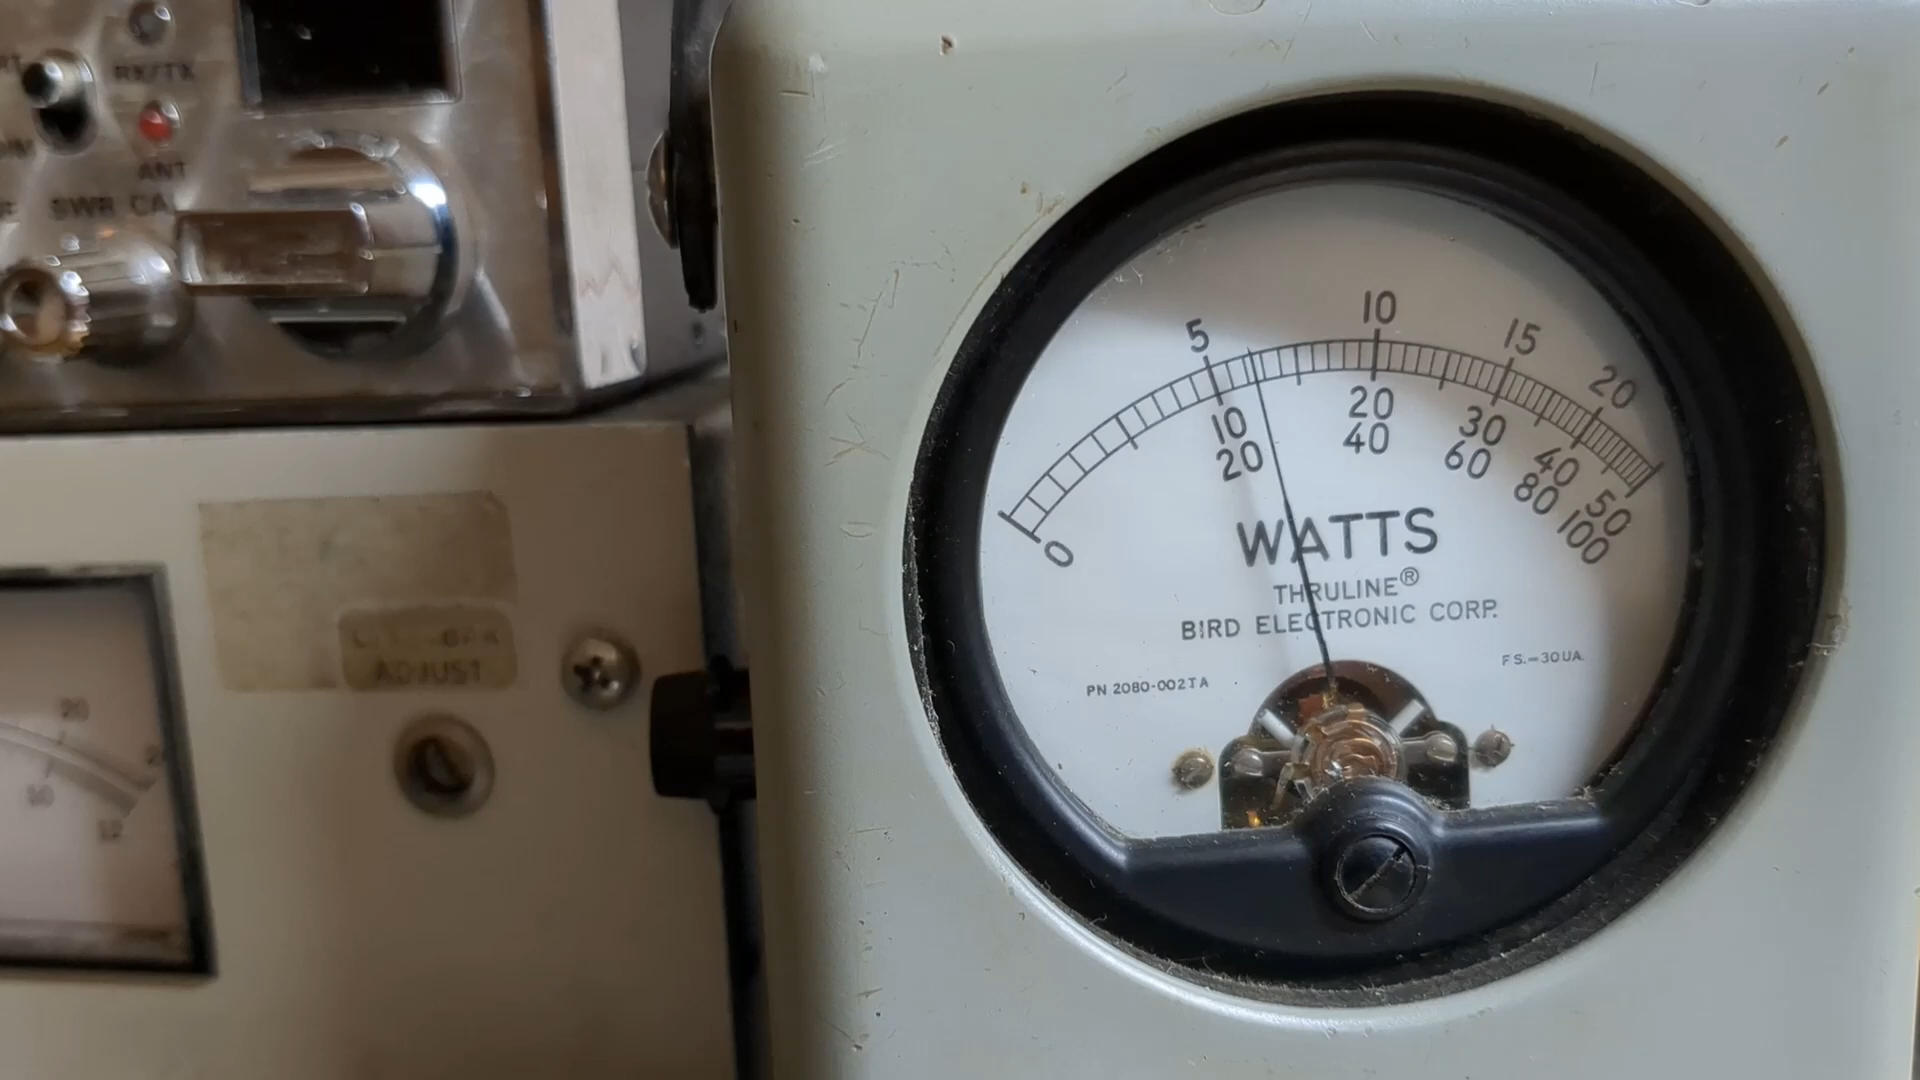 RX/TX
ANT
SWR CA
ADJUST
20
5 10 15 20
10 20 30 40 50
20 40 60 80 100
0
WATTS
THRULINE®
BIRD ELECTRONIC CORP.
F S.=30UA.
PN 2080-002TA